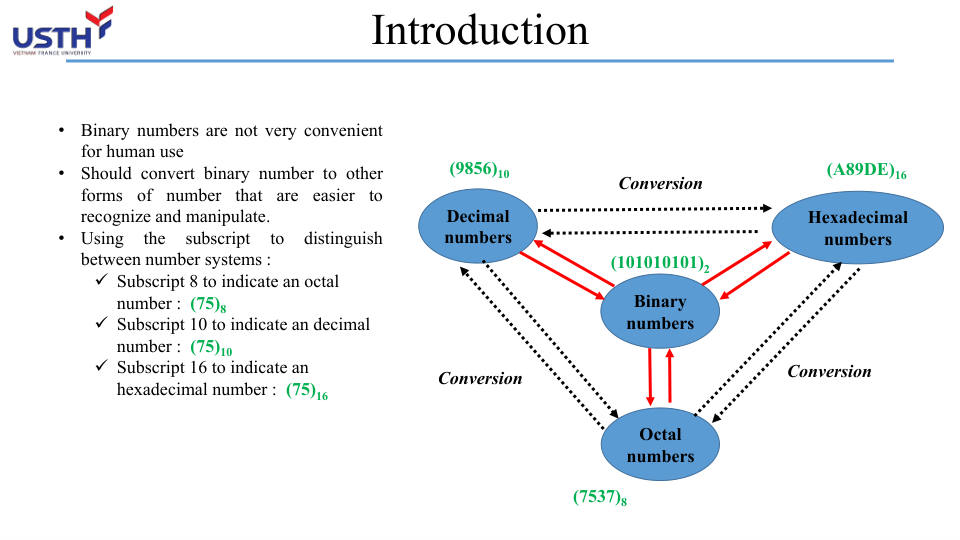 USTH
VIETNAM FRANCE UNIVERSITY
Introduction
• Binary numbers are not very convenient
for human use
• Should convert binary number to other
forms of number that are easier to
recognize and manipulate.
• Using the subscript to distinguish
between number systems :
✓ Subscript 8 to indicate an octal
number : (75)8
✓ Subscript 10 to indicate an decimal
number : (75)10
✓ Subscript 16 to indicate an
hexadecimal number : (75)16
(9856)10
Decimal
numbers
Conversion
(A89DE)16
Hexadecimal
numbers
(101010101)2
Binary
numbers
Conversion
Conversion
Octal
numbers
(7537)8